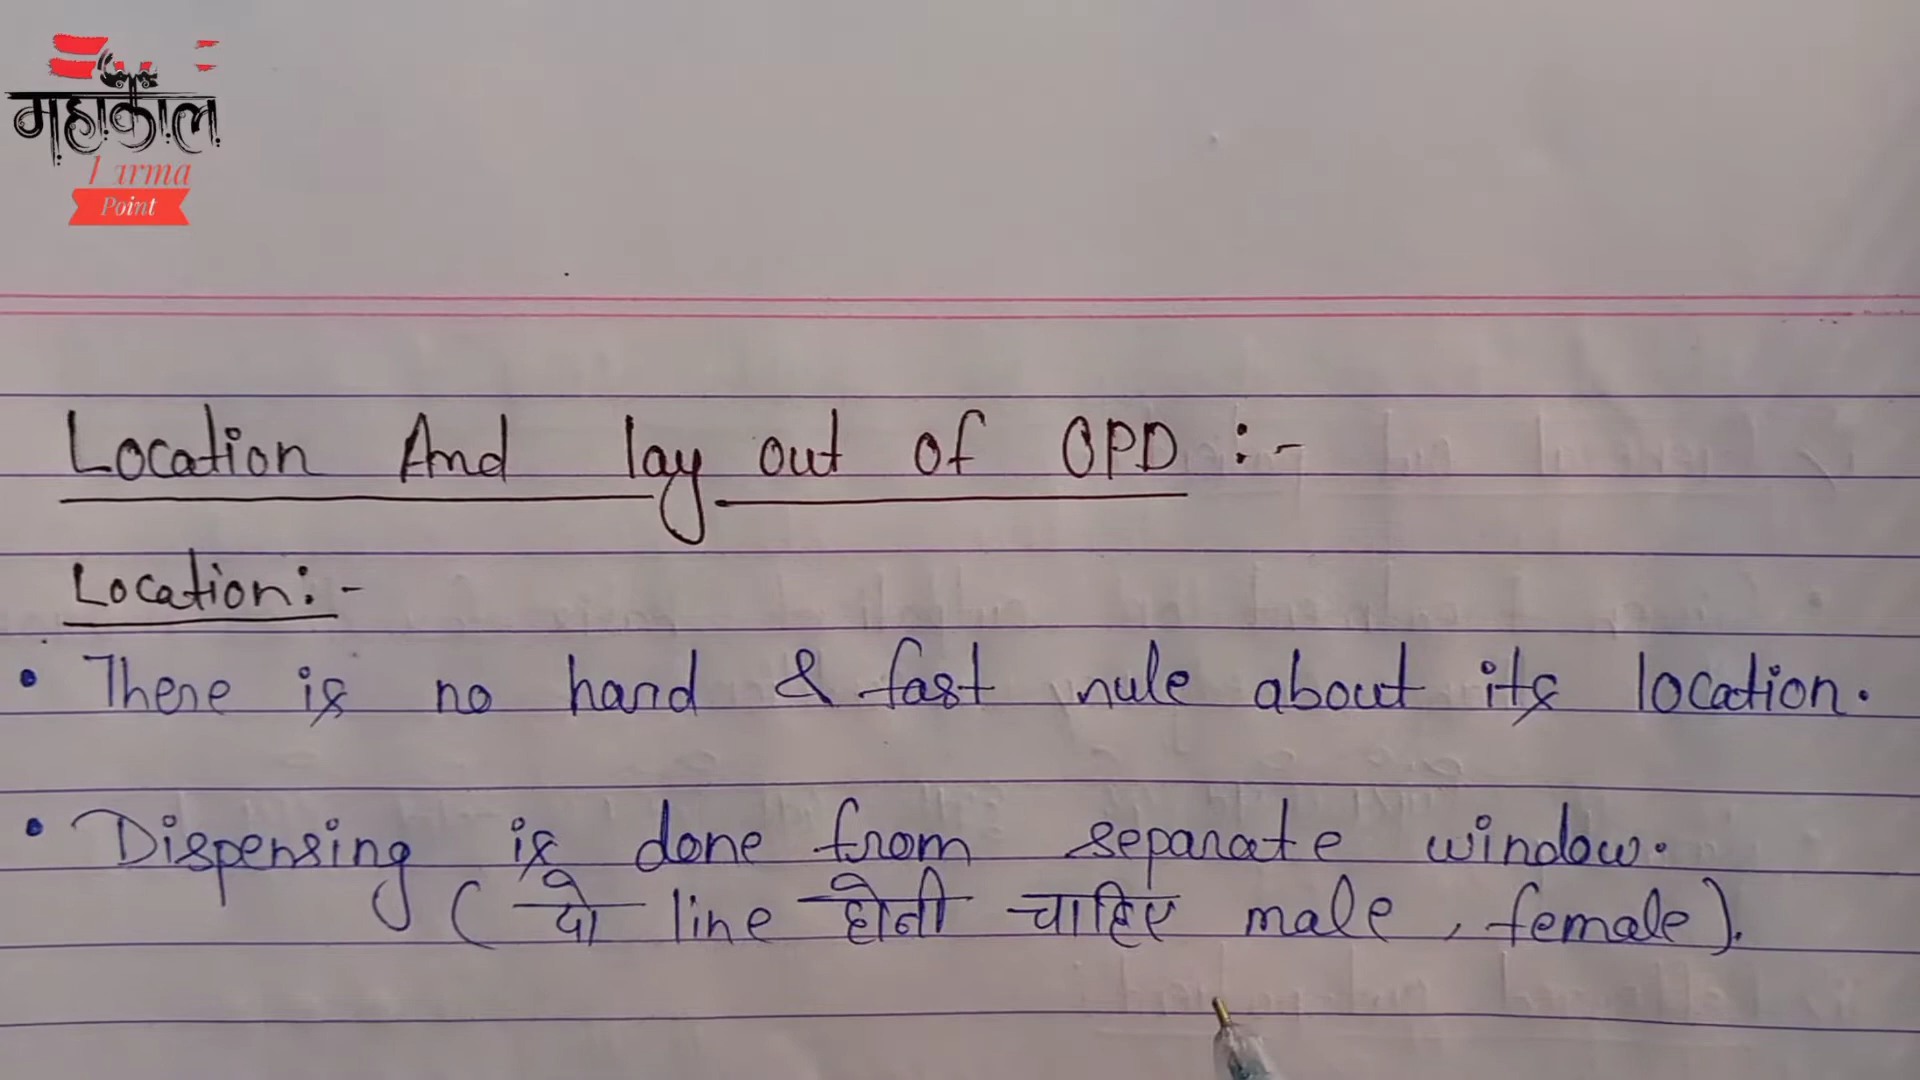 महाकाल
Point
Location And lay out of OPD :-
Location:-
• There is no hard & fast rule about its location.
• Dispensing is done from separate window.
( दो line होनी चाहिए male , female).